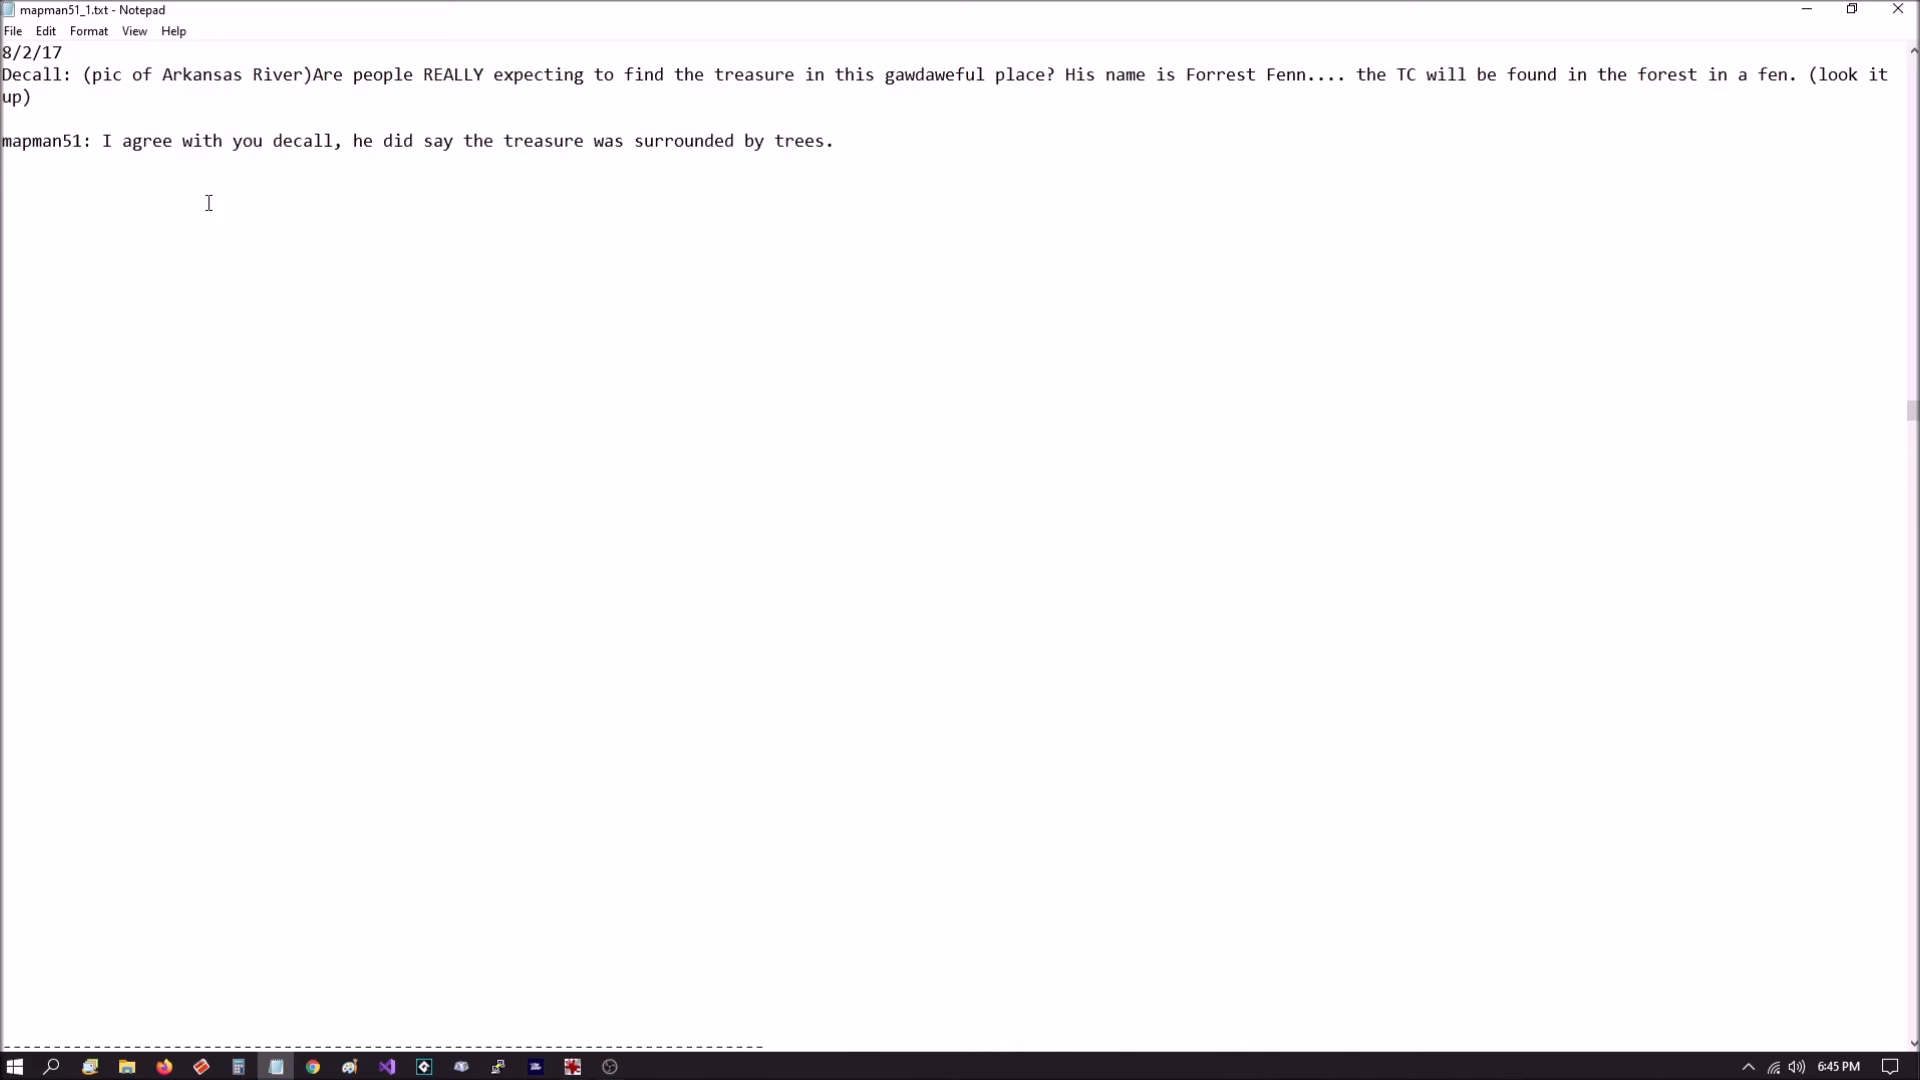 mapman51_1.txt - Notepad
File Edit Format View Help
8/2/17
Decall: (pic of Arkansas River)Are people REALLY expecting to find the treasure in this gawdaweful place? His name is Forrest Fenn.... the TC will be found in the forest in a fen. (look it
up)
mapman51: I agree with you decall, he did say the treasure was surrounded by trees.
----------------------------------------------------------------------------
6:45 PM